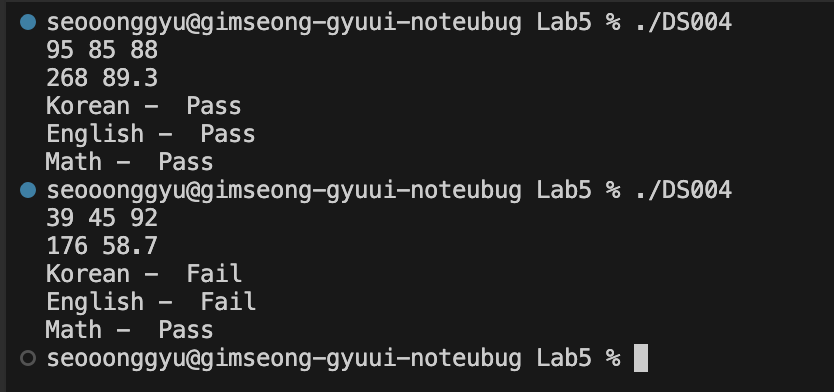 seooonggyu@gimseong-gyuui-noteubug Lab5 % ./DS004
95 85 88
268 89.3
Korean -  Pass
English -  Pass
Math -  Pass
seooonggyu@gimseong-gyuui-noteubug Lab5 % ./DS004
39 45 92
176 58.7
Korean -  Fail
English -  Fail
Math -  Pass
seooonggyu@gimseong-gyuui-noteubug Lab5 %